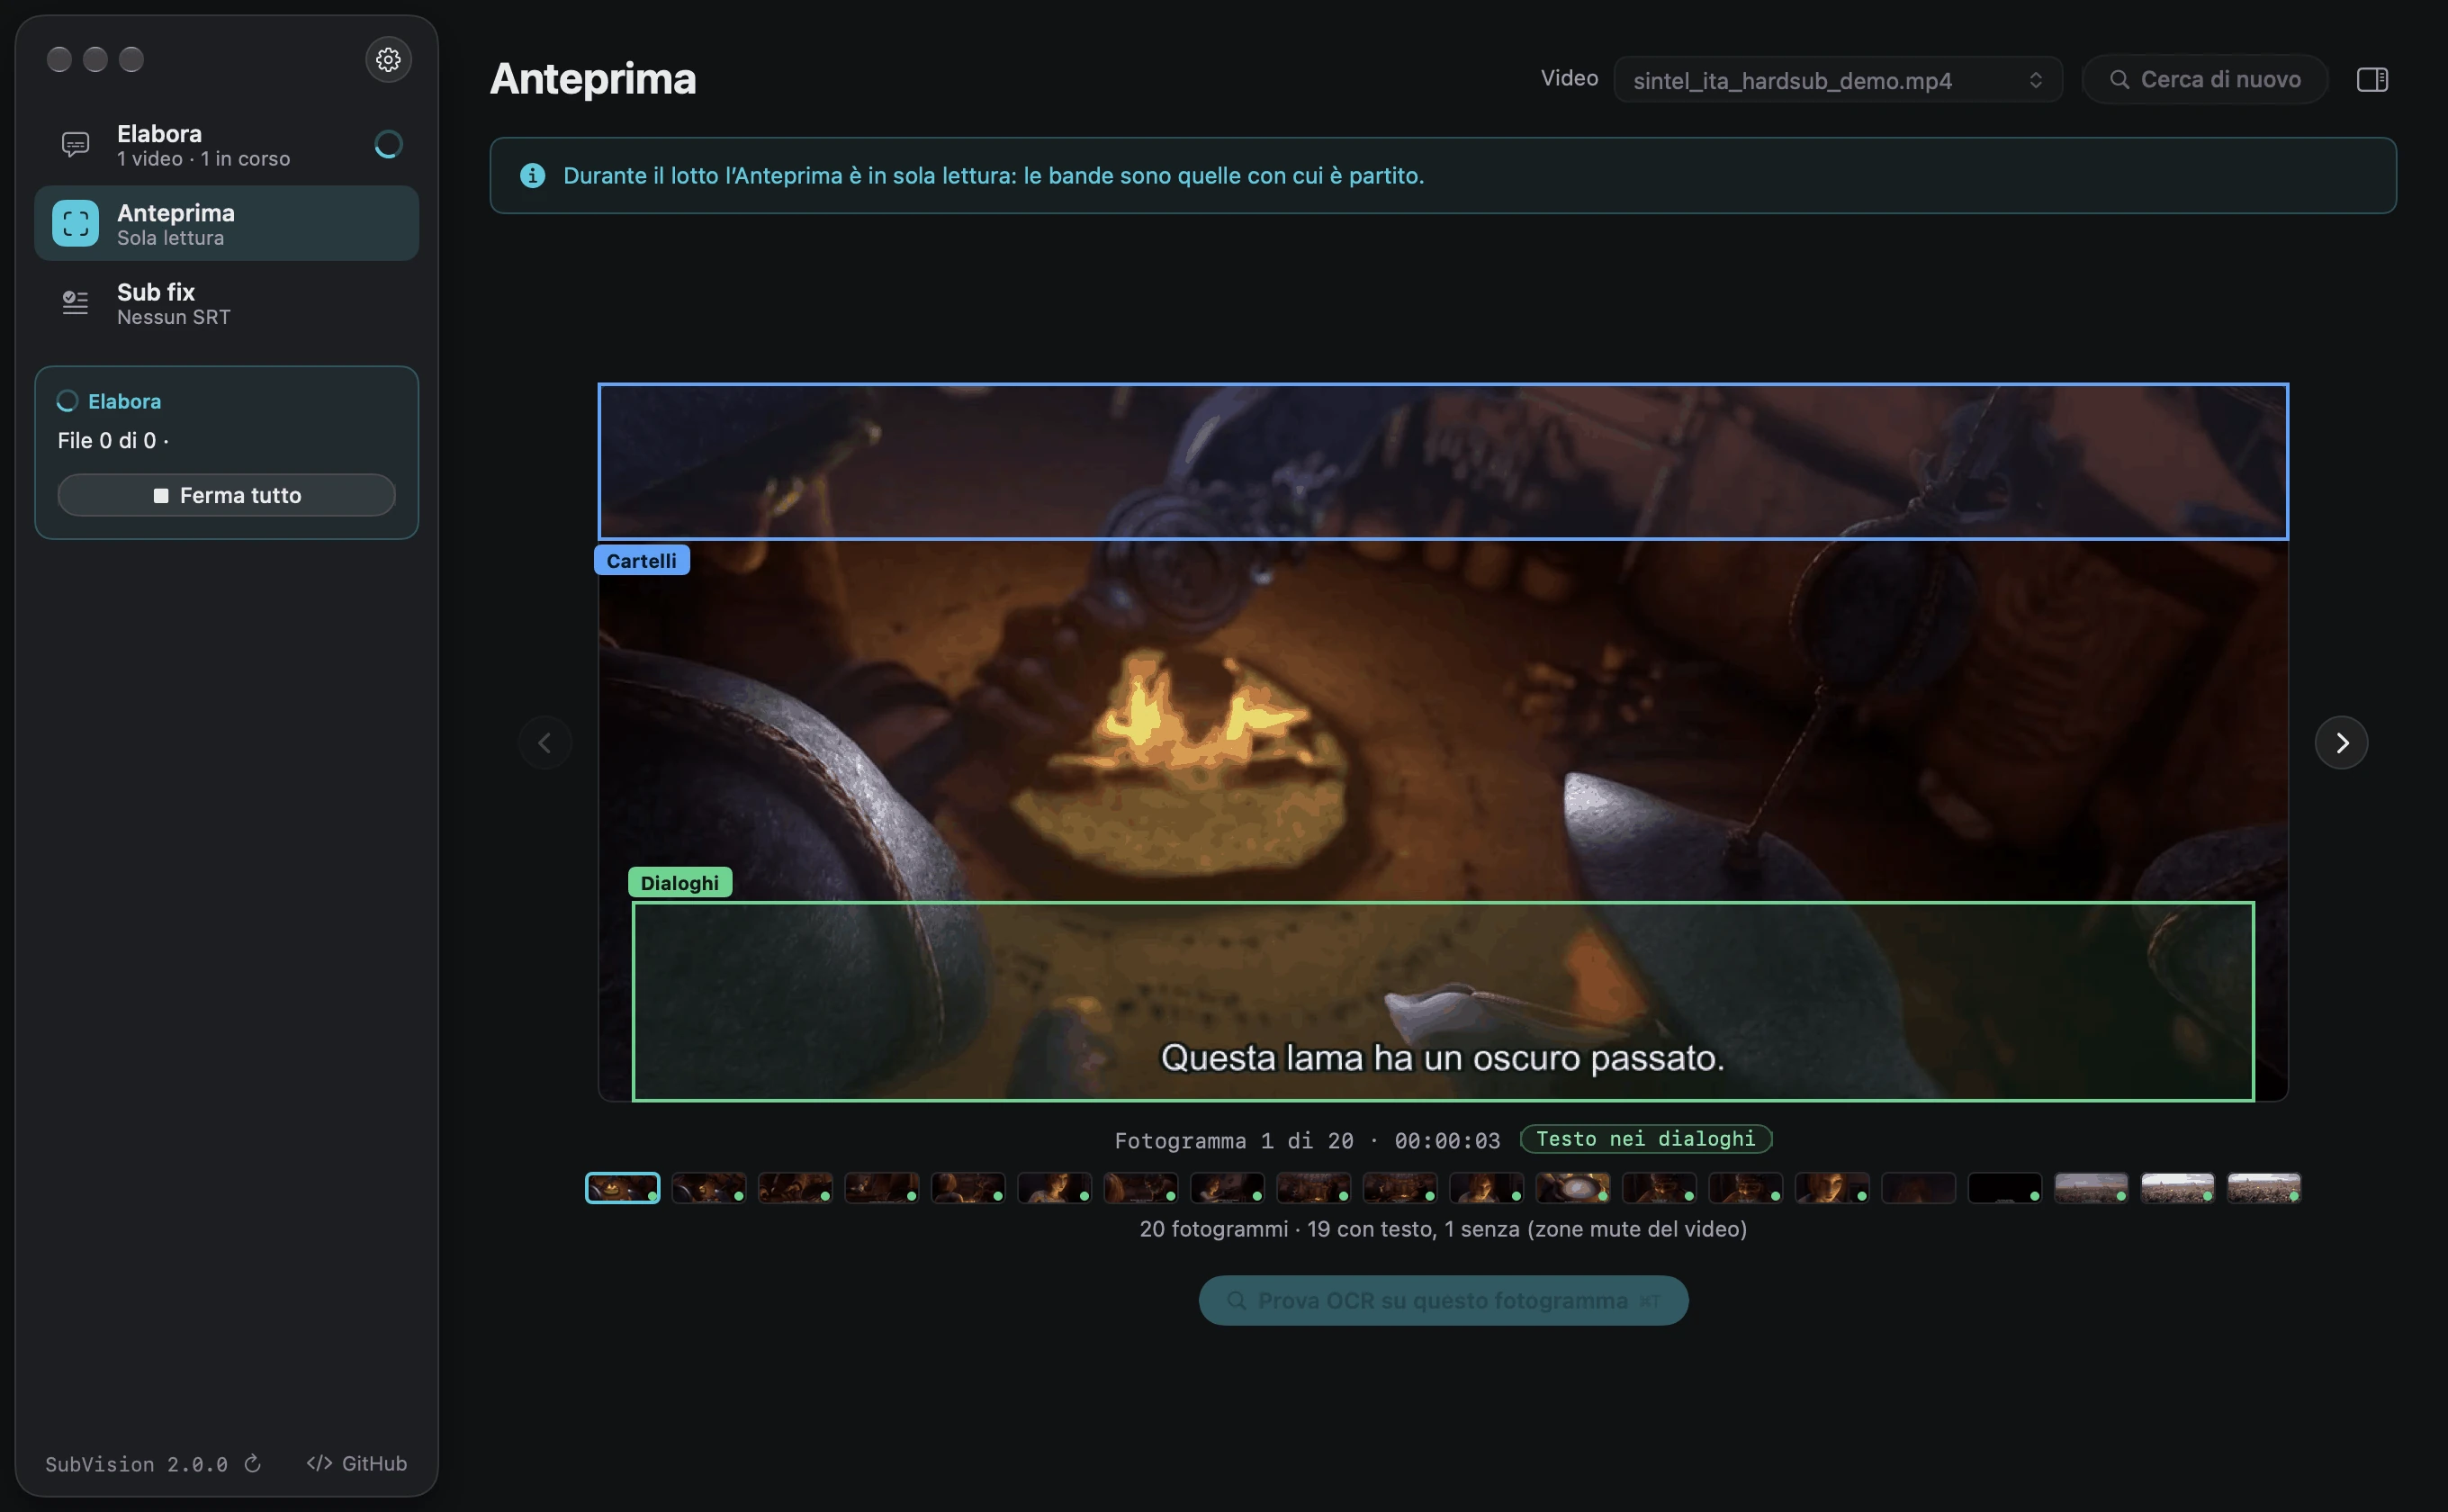 Elabora
1 video · 1 in corso
Anteprima
Sola lettura
Sub fix
Nessun SRT
Elabora
File 0 di 0 ·
Ferma tutto
SubVision 2.0.0
</> GitHub
Anteprima
Video
sintel_ita_hardsub_demo.mp4
Cerca di nuovo
Durante il lotto l’Anteprima è in sola lettura: le bande sono quelle con cui è partito.
Cartelli
Dialoghi
Questa lama ha un oscuro passato.
Fotogramma 1 di 20 · 00:00:03
Testo nei dialoghi
20 fotogrammi · 19 con testo, 1 senza (zone mute del video)
Prova OCR su questo fotogramma ⌘T